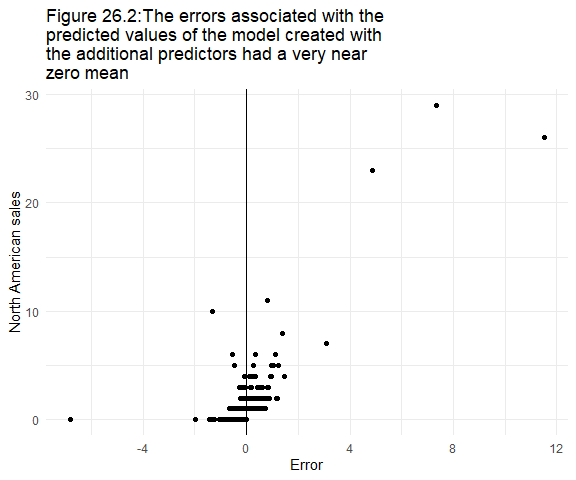 Figure 26.2:The errors associated with the
predicted values of the model created with
the additional predictors had a very near
zero mean
30
20
10
0
North American sales
-4 0 4 8 12
Error